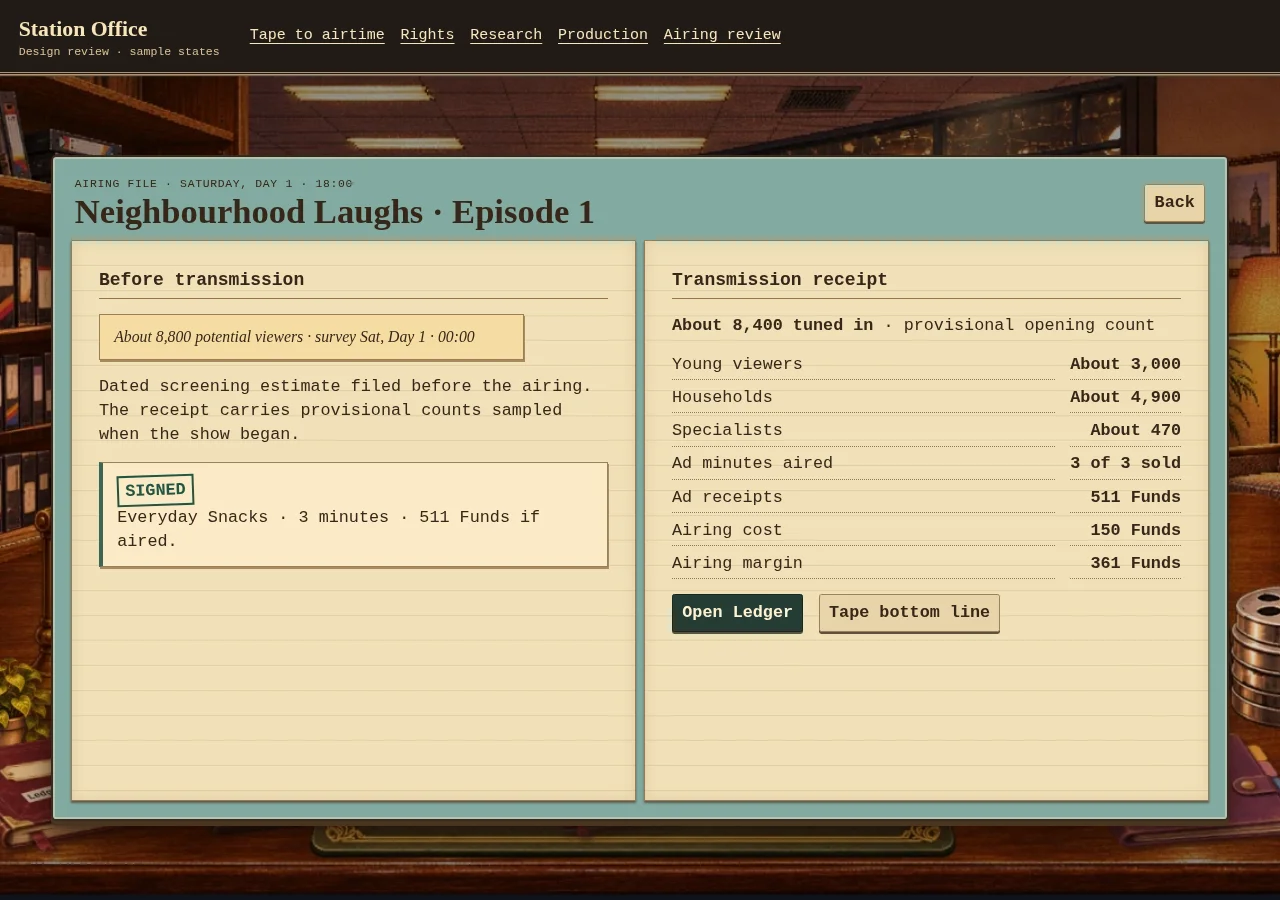 Station Office
Design review · sample states
Tape to airtime Rights Research Production Airing review
AIRING FILE · SATURDAY, DAY 1 · 18:00
Neighbourhood Laughs · Episode 1
Back
Before transmission
About 8,800 potential viewers · survey Sat, Day 1 · 00:00
Dated screening estimate filed before the airing.
The receipt carries provisional counts sampled
when the show began.
SIGNED
Everyday Snacks · 3 minutes · 511 Funds if
aired.
Transmission receipt
About 8,400 tuned in · provisional opening count
Young viewers About 3,000
Households About 4,900
Specialists About 470
Ad minutes aired 3 of 3 sold
Ad receipts 511 Funds
Airing cost 150 Funds
Airing margin 361 Funds
Open Ledger Tape bottom line